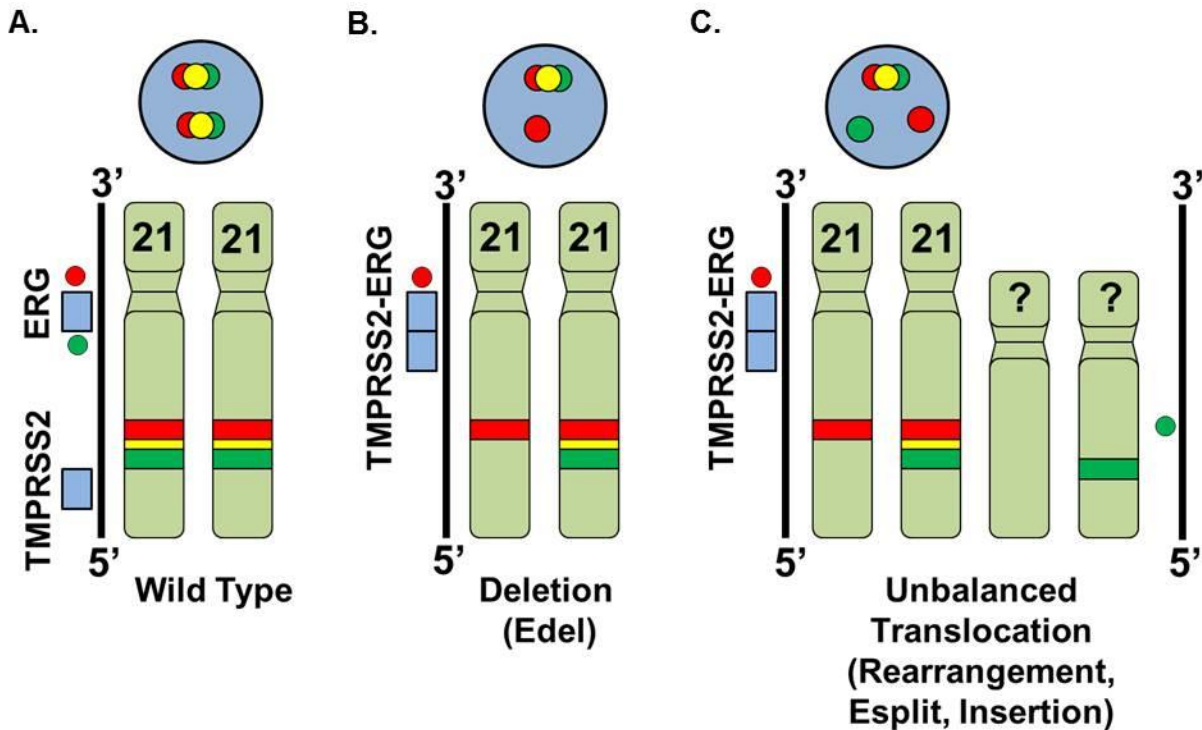 A.
3’
21 21
ERG
TMPRSS2
5’
Wild Type
B.
3’
21 21
TMPRSS2-ERG
5’
Deletion
(Edel)
C.
3’ 3’
21 21 ? ?
TMPRSS2-ERG
5’ 5’
Unbalanced
Translocation
(Rearrangement,
Esplit, Insertion)